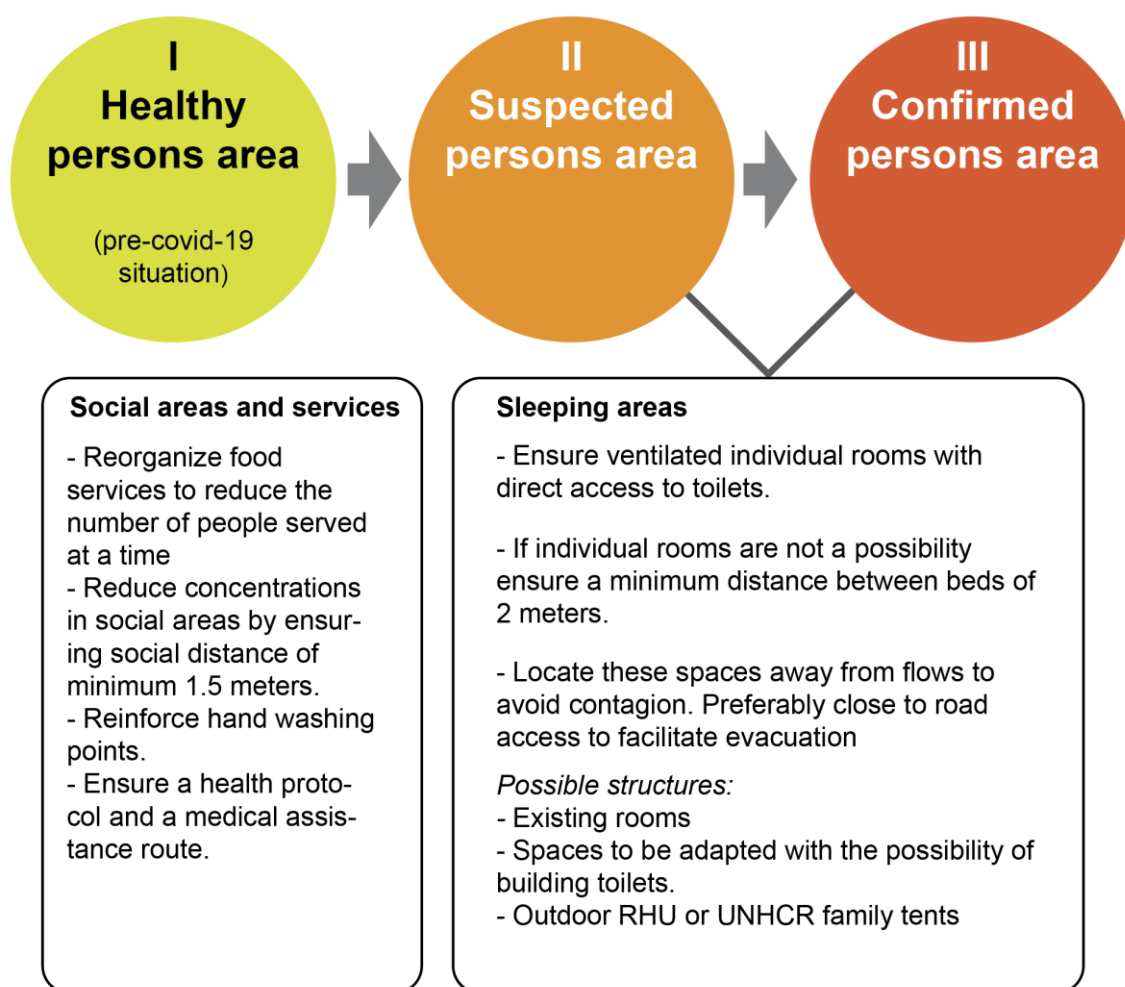 I
Healthy
persons area
(pre-covid-19
situation)
II
Suspected
persons area
III
Confirmed
persons area
Social areas and services
- Reorganize food
services to reduce the
number of people served
at a time
- Reduce concentrations
in social areas by ensur-
ing social distance of
minimum 1.5 meters.
- Reinforce hand washing
points.
- Ensure a health proto-
col and a medical assis-
tance route.
Sleeping areas
- Ensure ventilated individual rooms with
direct access to toilets.
- If individual rooms are not a possibility
ensure a minimum distance between beds of
2 meters.
- Locate these spaces away from flows to
avoid contagion. Preferably close to road
access to facilitate evacuation
Possible structures:
- Existing rooms
- Spaces to be adapted with the possibility of
building toilets.
- Outdoor RHU or UNHCR family tents